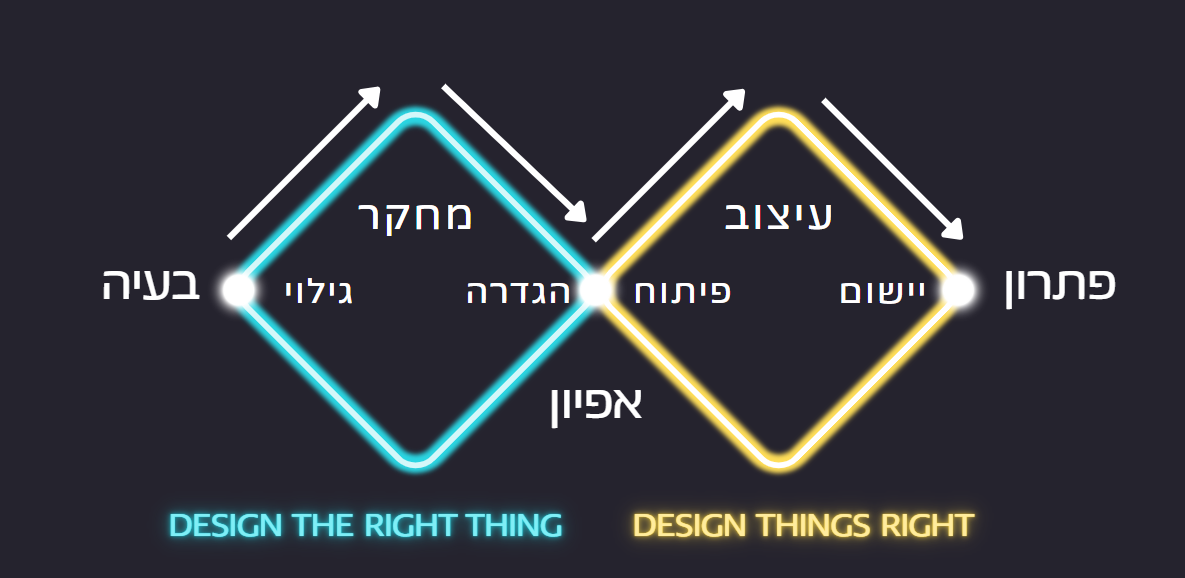 מחקר
עיצוב
בעיה
גילוי
הגדרה
פיתוח
יישום
פתרון
אפיון
DESIGN THE RIGHT THING
DESIGN THINGS RIGHT